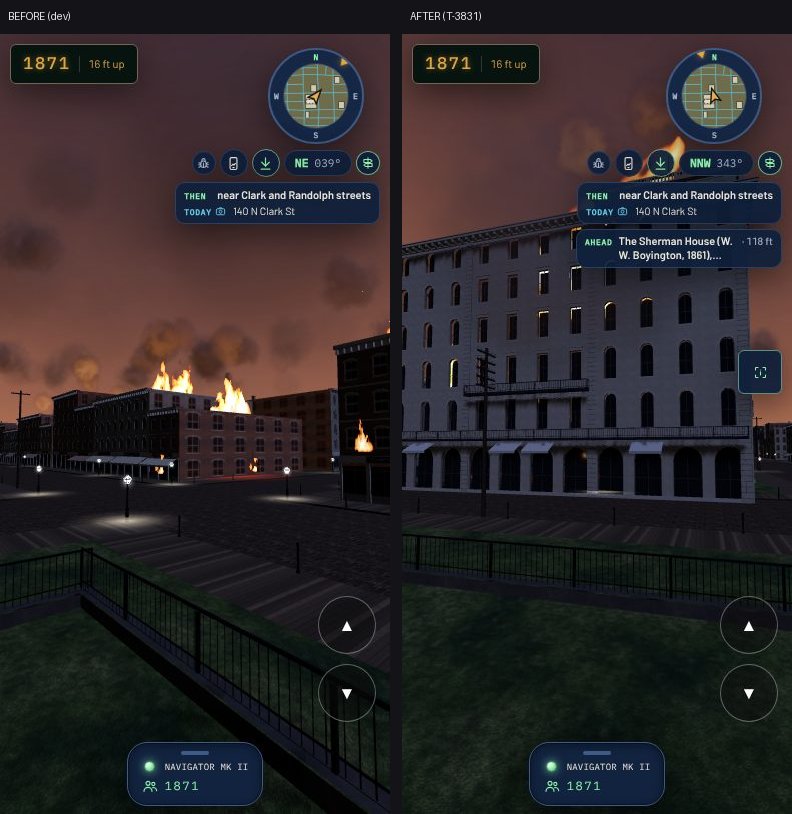 BEFORE (dev)
1871
16 ft up
N
W
E
S
NE 039°
THEN near Clark and Randolph streets
TODAY 140 N Clark St
NAVIGATOR MK II
1871
AFTER (T-3831)
1871
16 ft up
N
W
E
S
NNW 343°
THEN near Clark and Randolph streets
TODAY 140 N Clark St
AHEAD The Sherman House (W. · 118 ft
W. Boyington, 1861),...
NAVIGATOR MK II
1871